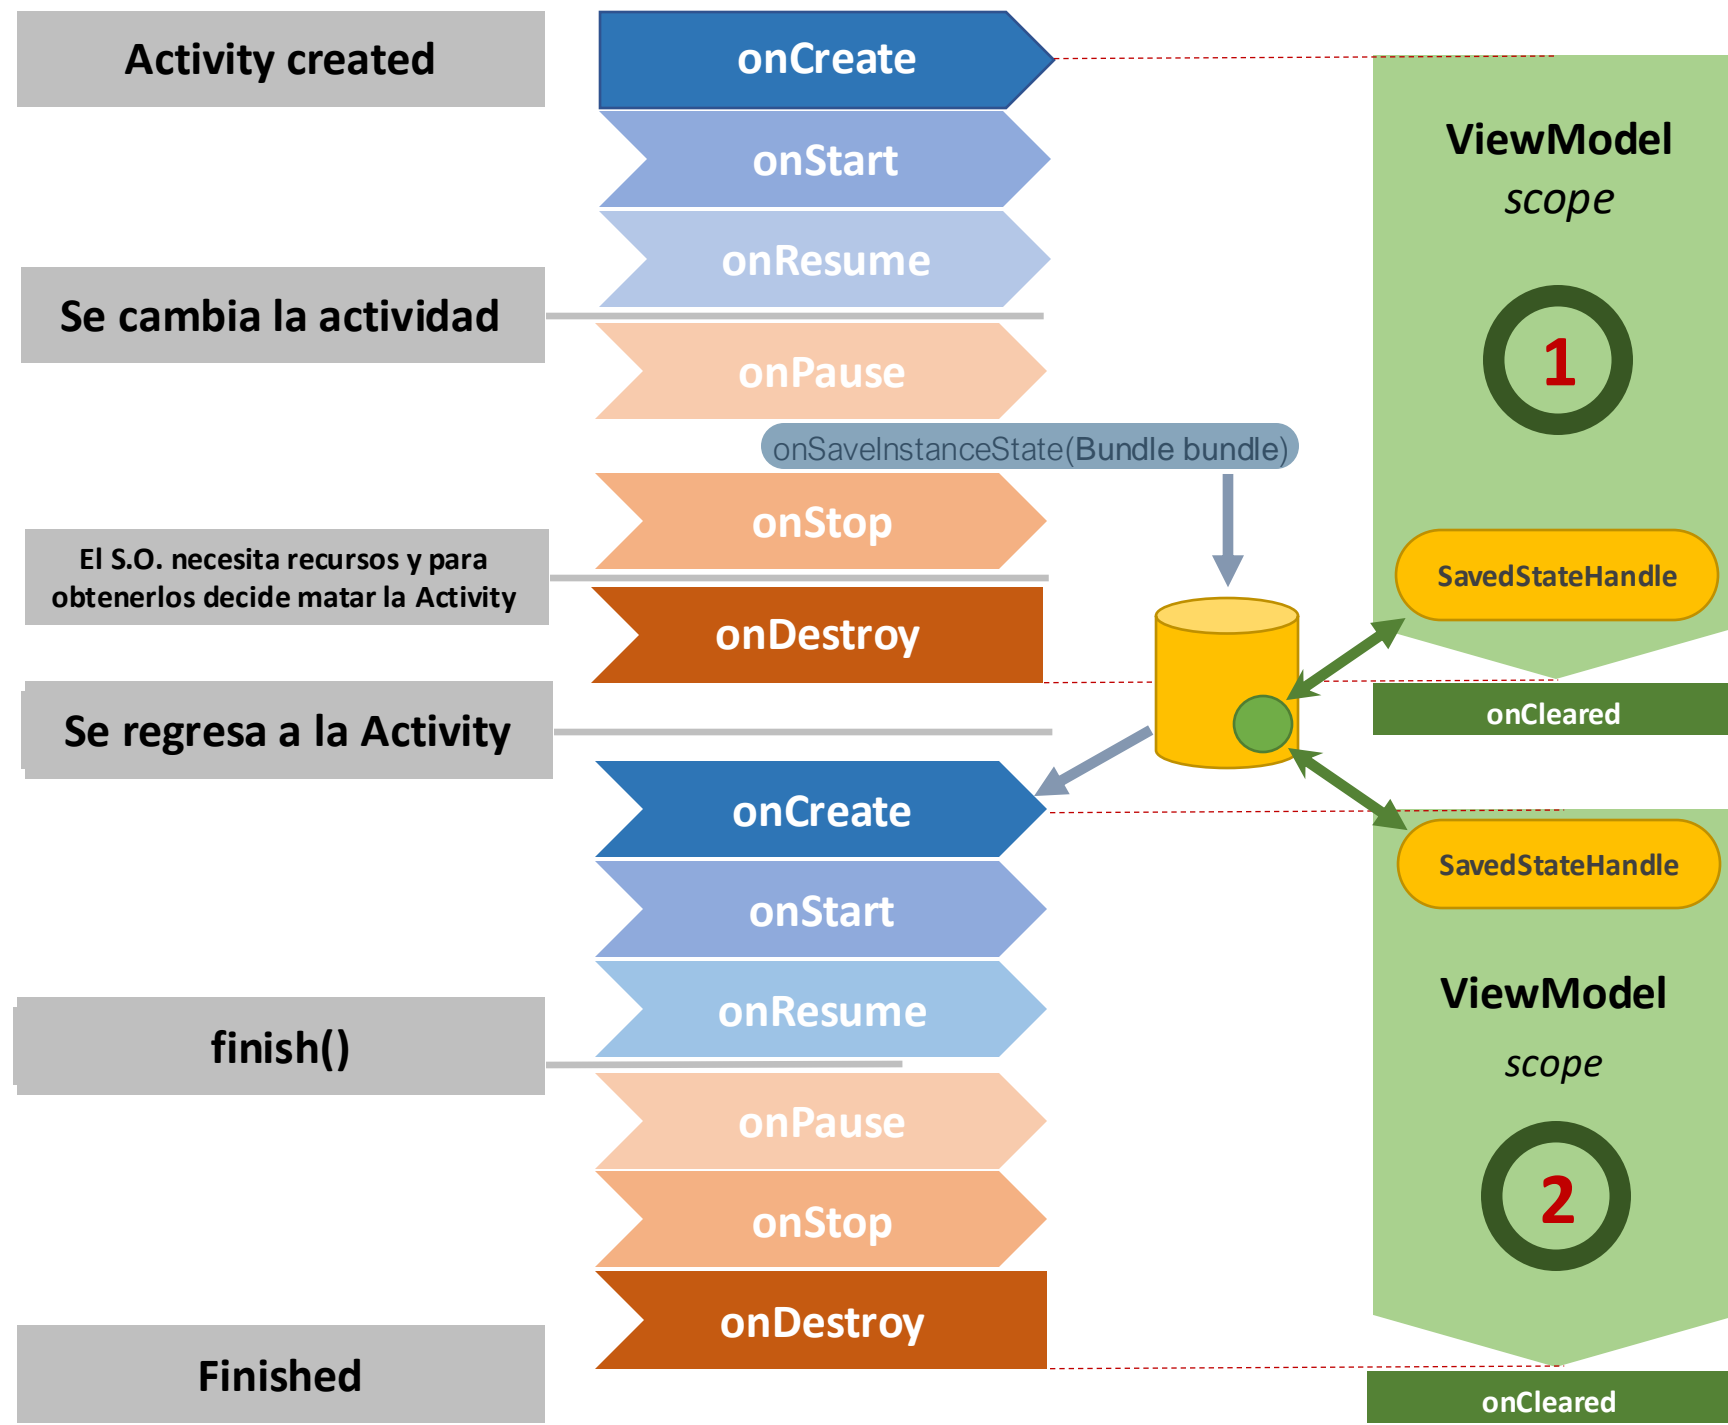 Activity created
onCreate
onStart
ViewModel
scope
onResume
Se cambia la actividad
1
onPause
onSaveInstanceState(Bundle bundle)
onStop
El S.O. necesita recursos y para
obtenerlos decide matar la Activity
SavedStateHandle
onDestroy
onCleared
Se regresa a la Activity
onCreate
SavedStateHandle
onStart
ViewModel
scope
onResume
finish()
onPause
2
onStop
onDestroy
Finished
onCleared